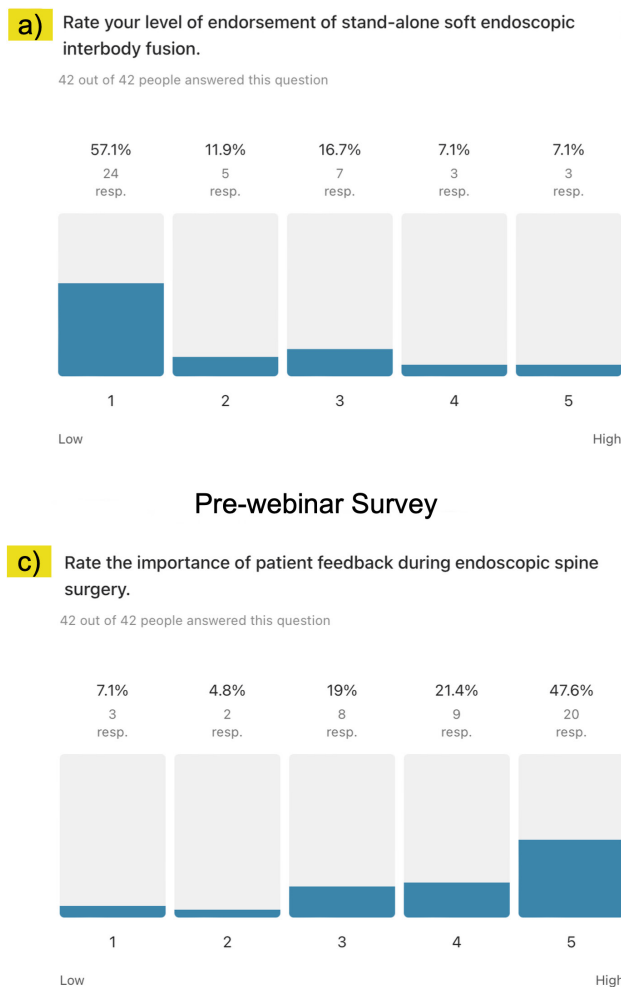 a) Rate your level of endorsement of stand-alone soft endoscopic
interbody fusion.
42 out of 42 people answered this question
57.1% 11.9% 16.7% 7.1% 7.1%
24 5 7 3 3
resp. resp. resp. resp. resp.
1 2 3 4 5
Low High
Pre-webinar Survey
c) Rate the importance of patient feedback during endoscopic spine
surgery.
42 out of 42 people answered this question
7.1% 4.8% 19% 21.4% 47.6%
3 2 8 9 20
resp. resp. resp. resp. resp.
1 2 3 4 5
Low High